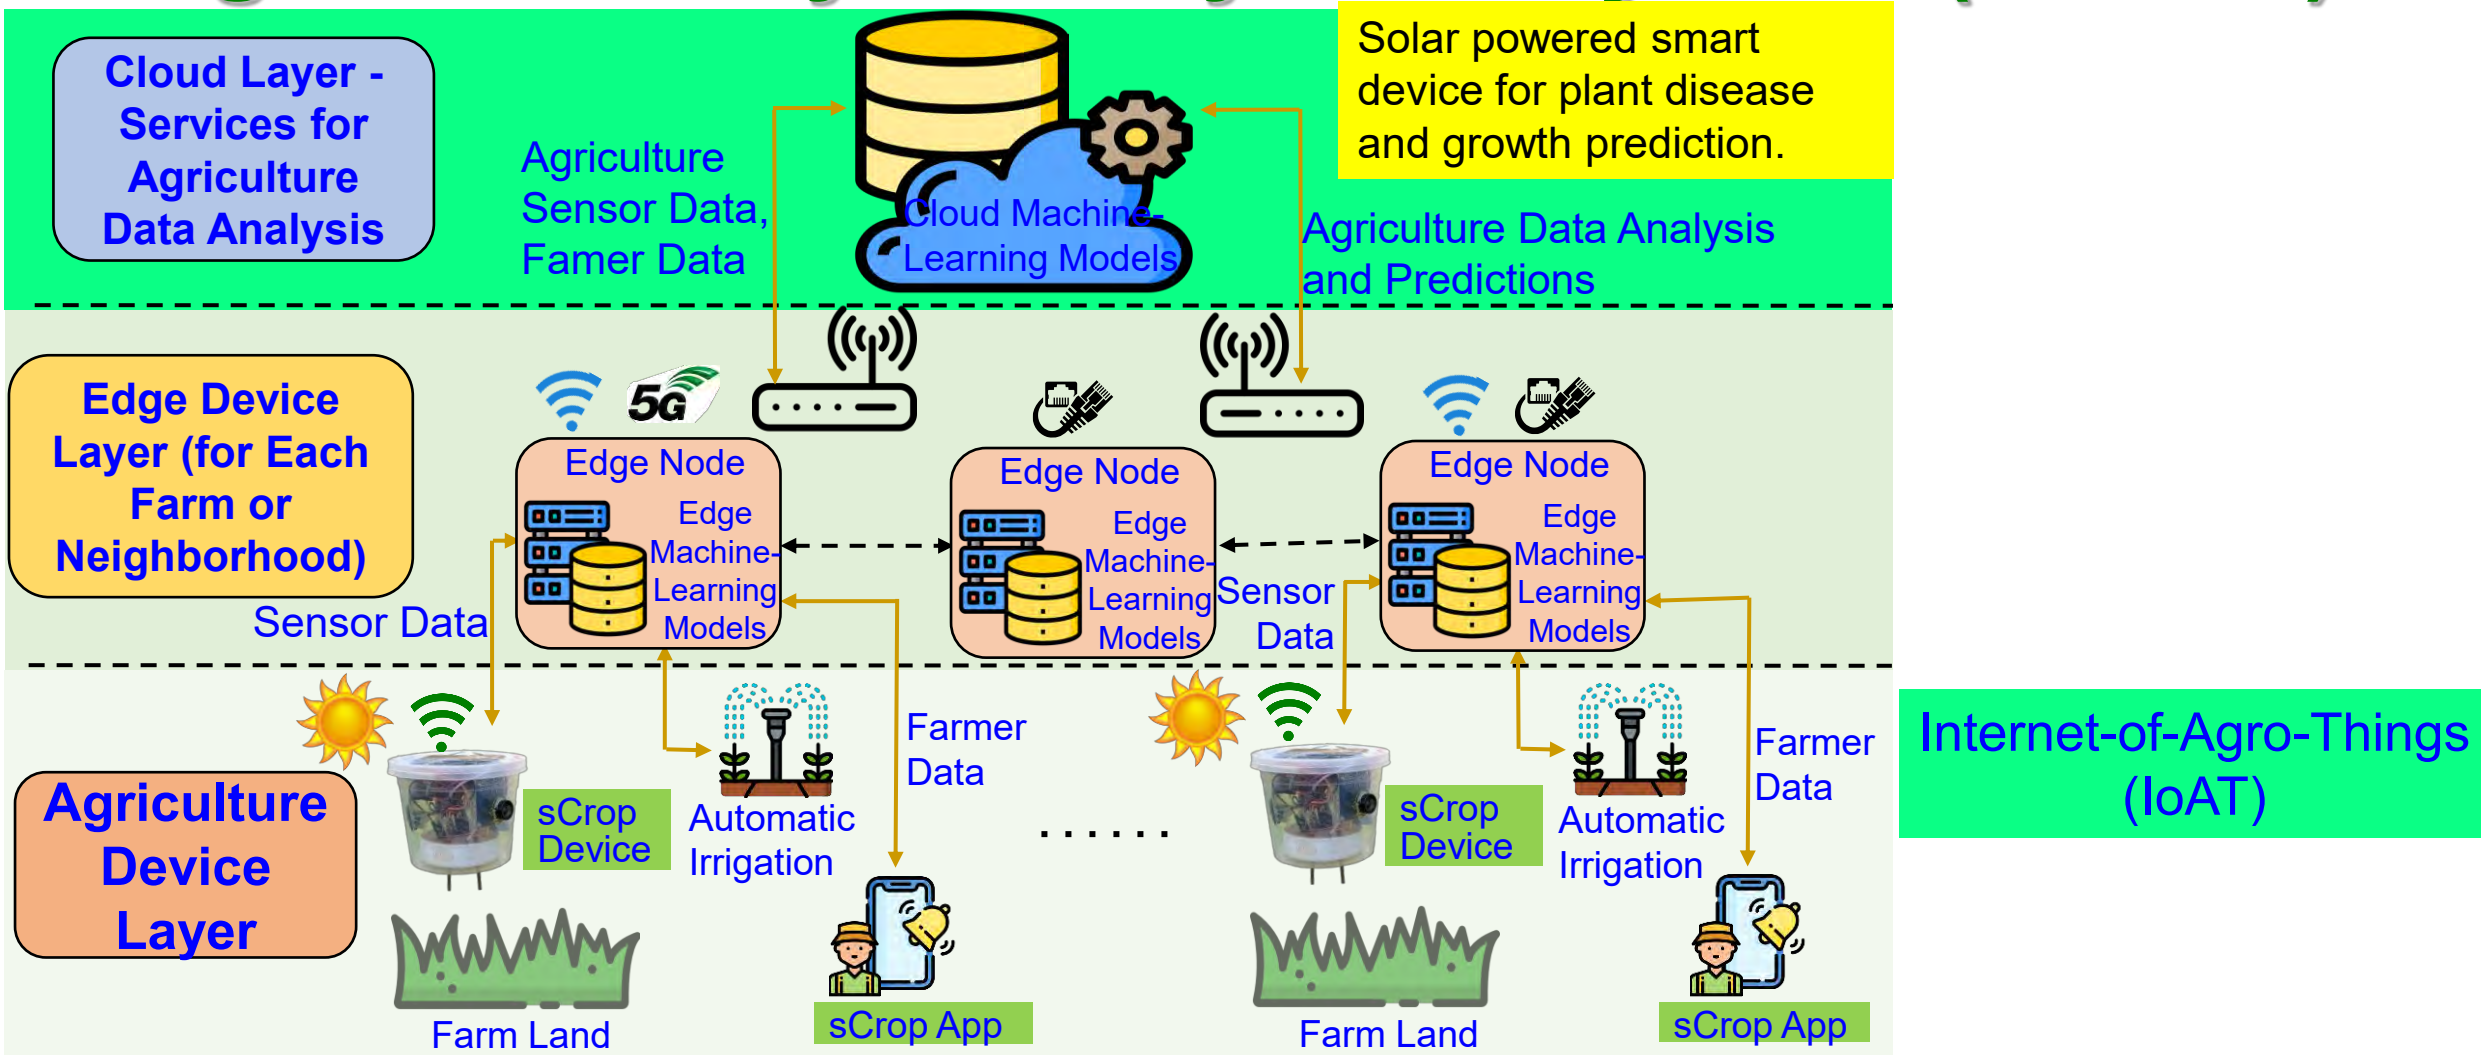 Cloud Layer -
Services for
Agriculture
Data Analysis
Agriculture
Sensor Data,
Famer Data
Cloud Machine-
Learning Models
Solar powered smart
device for plant disease
and growth prediction.
Agriculture Data Analysis
and Predictions
Edge Device
Layer (for Each
Farm or
Neighborhood)
5G
Edge Node
Edge
Machine-
Learning
Models
Edge Node
Edge
Machine-
Learning
Models
Edge Node
Edge
Machine-
Learning
Models
Sensor Data
Sensor
Data
Agriculture
Device
Layer
sCrop
Device
Automatic
Irrigation
Farmer
Data
......
sCrop
Device
Automatic
Irrigation
Farmer
Data
Farm Land
sCrop App
Farm Land
sCrop App
Internet-of-Agro-Things
(IoAT)